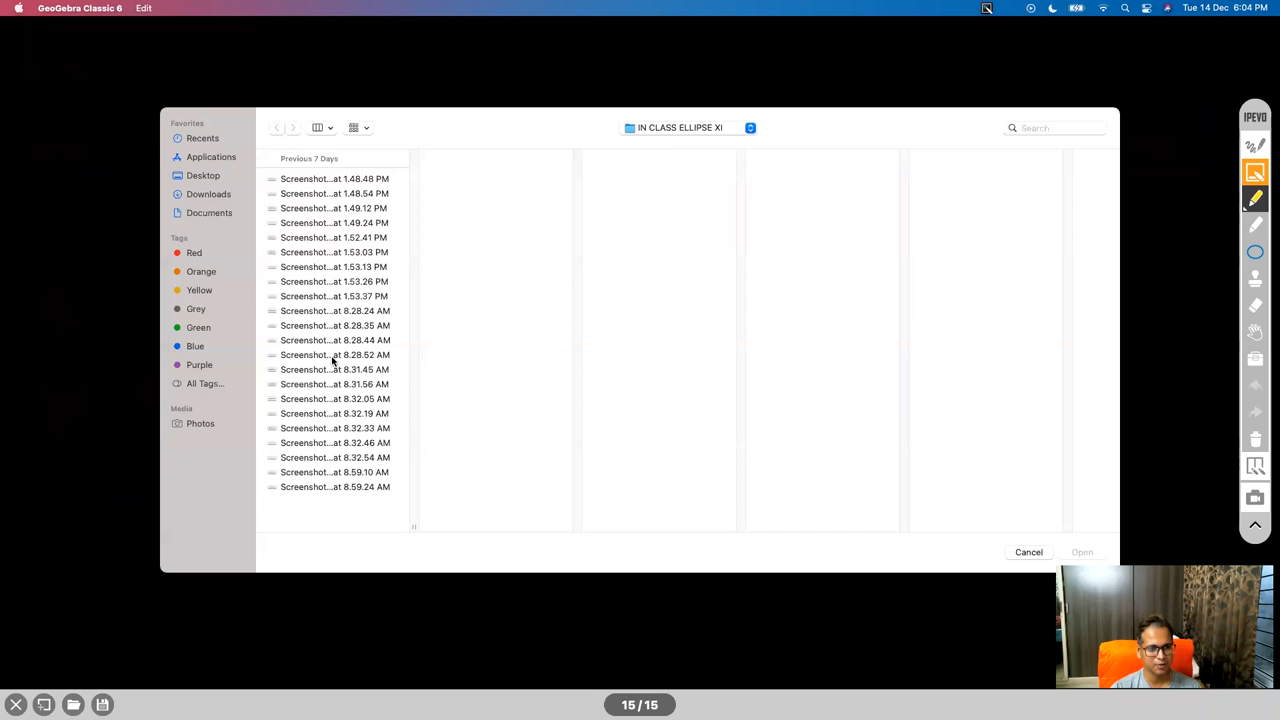 GeoGebra Classic 6 Edit Tue 14 Dec 6:04 PM
IPEVO
Favorites
Recents
Applications
Desktop
Downloads
Documents
Tags
Red
Orange
Yellow
Grey
Green
Blue
Purple
All Tags...
Media
Photos
IN CLASS ELLIPSE XI
Search
Previous 7 Days
Screenshot...at 1.48.48 PM
Screenshot...at 1.48.54 PM
Screenshot...at 1.49.12 PM
Screenshot...at 1.49.24 PM
Screenshot...at 1.52.41 PM
Screenshot...at 1.53.03 PM
Screenshot...at 1.53.13 PM
Screenshot...at 1.53.26 PM
Screenshot...at 1.53.37 PM
Screenshot...at 8.28.24 AM
Screenshot...at 8.28.35 AM
Screenshot...at 8.28.44 AM
Screenshot...at 8.28.52 AM
Screenshot...at 8.31.45 AM
Screenshot...at 8.31.56 AM
Screenshot...at 8.32.05 AM
Screenshot...at 8.32.19 AM
Screenshot...at 8.32.33 AM
Screenshot...at 8.32.46 AM
Screenshot...at 8.32.54 AM
Screenshot...at 8.59.10 AM
Screenshot...at 8.59.24 AM
Cancel Open
15/15